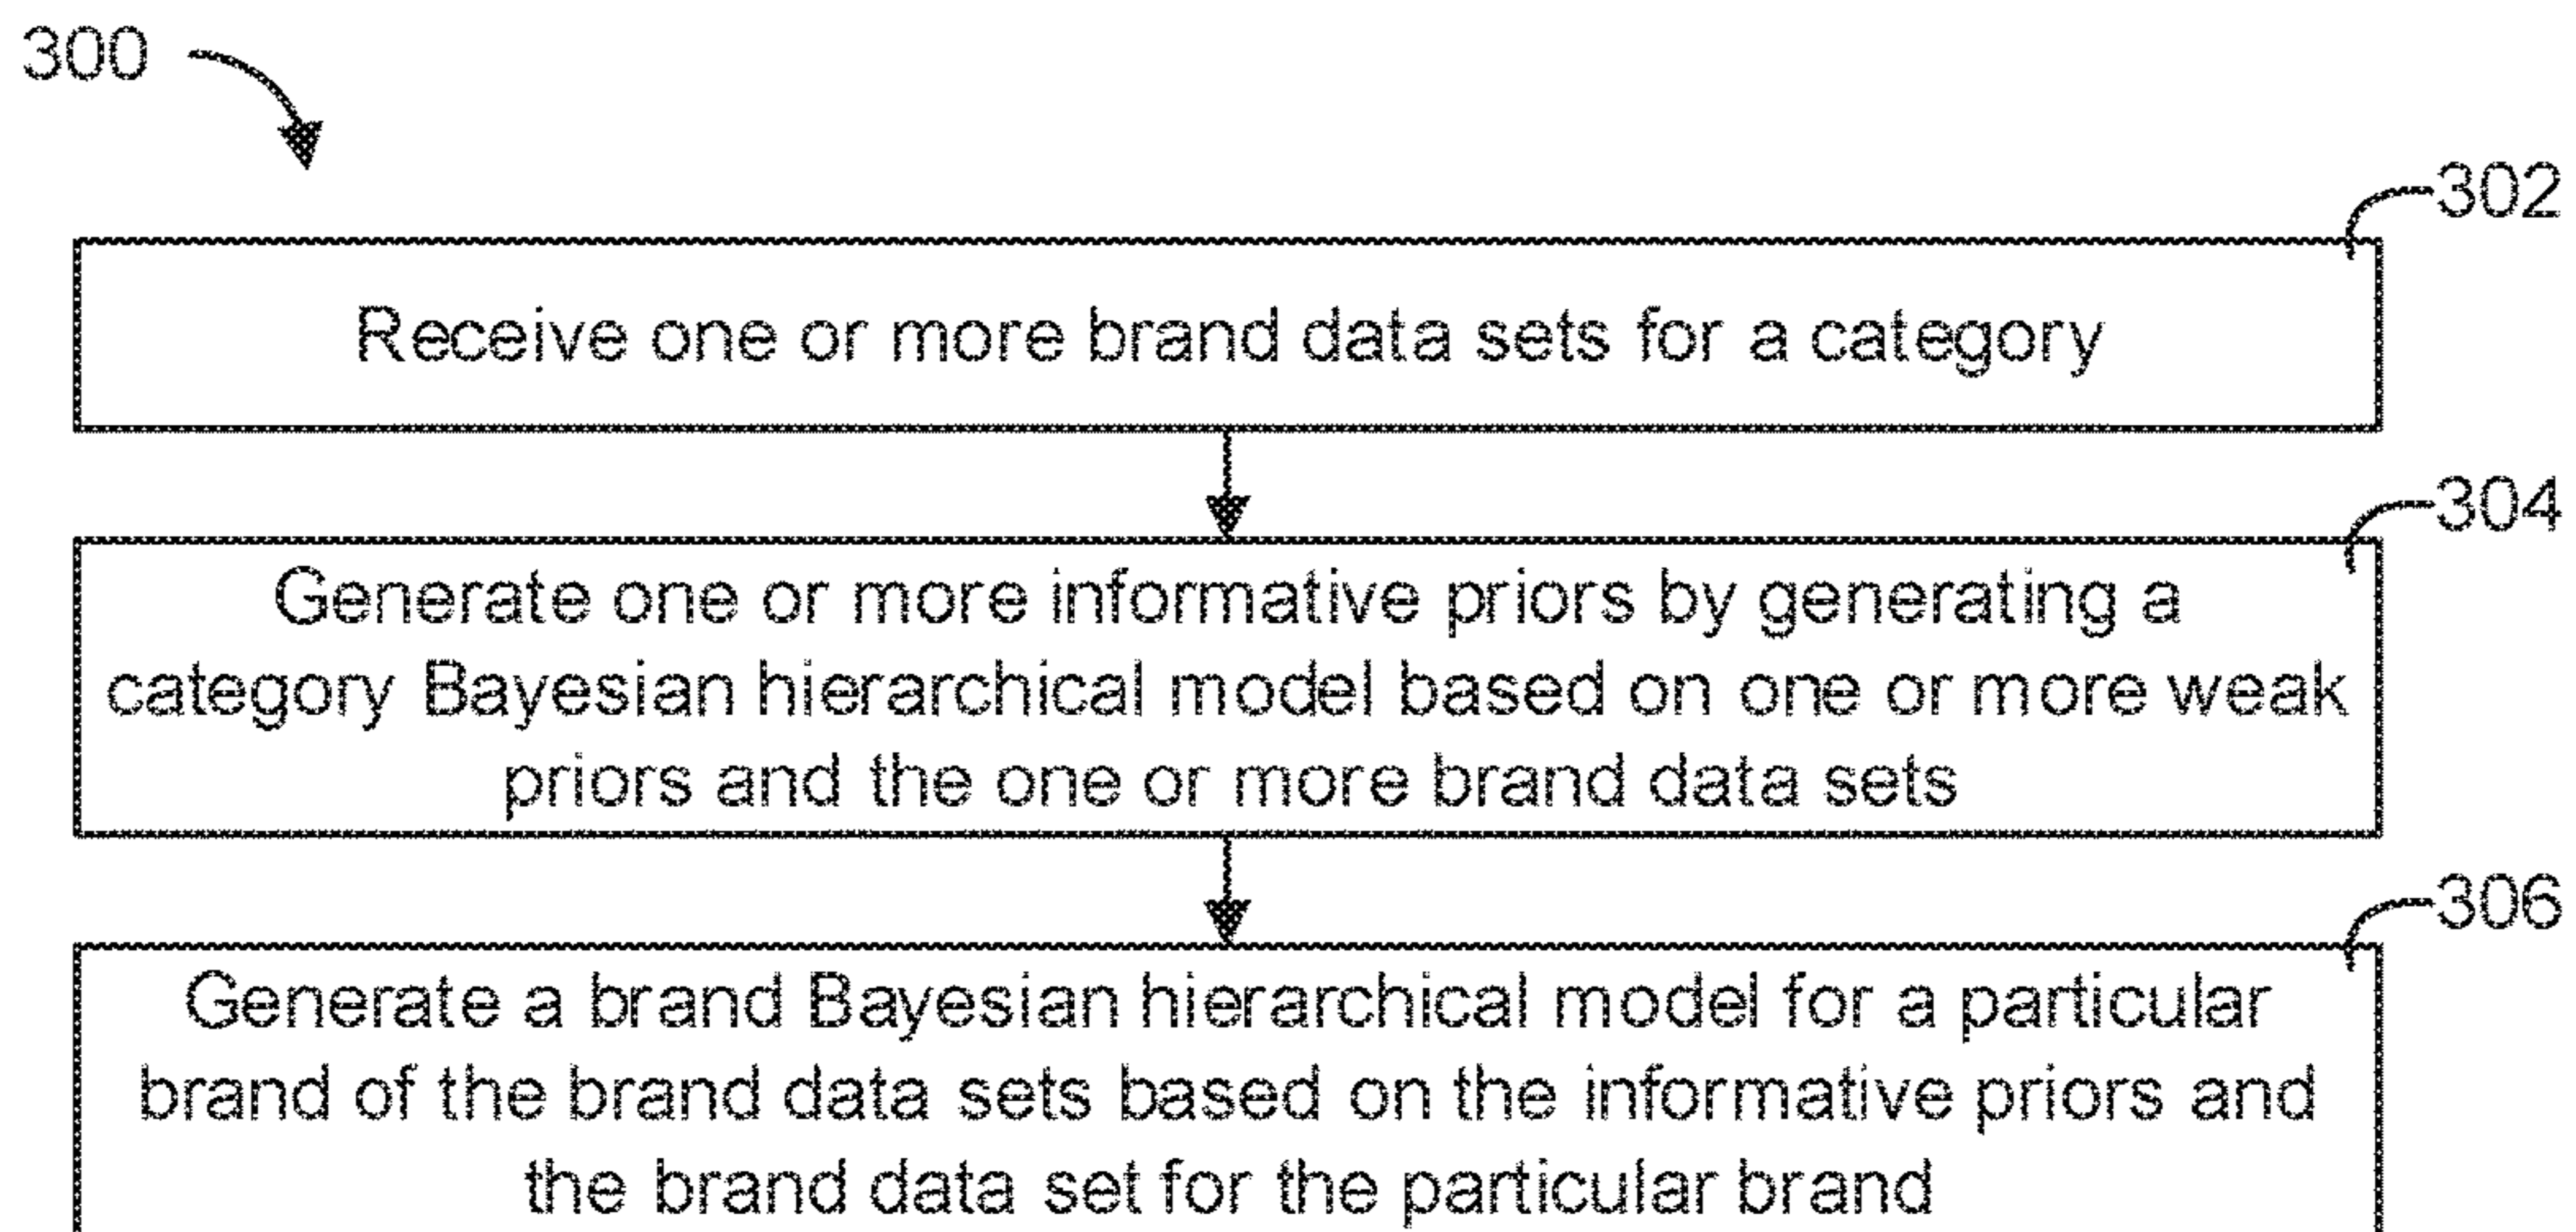 300
302
Receive one or more brand data sets for a category
304
Generate one or more informative priors by generating a
category Bayesian hierarchical model based on one or more weak
priors and the one or more brand data sets
306
Generate a brand Bayesian hierarchical model for a particular
brand of the brand data sets based on the informative priors and
the brand data set for the particular brand